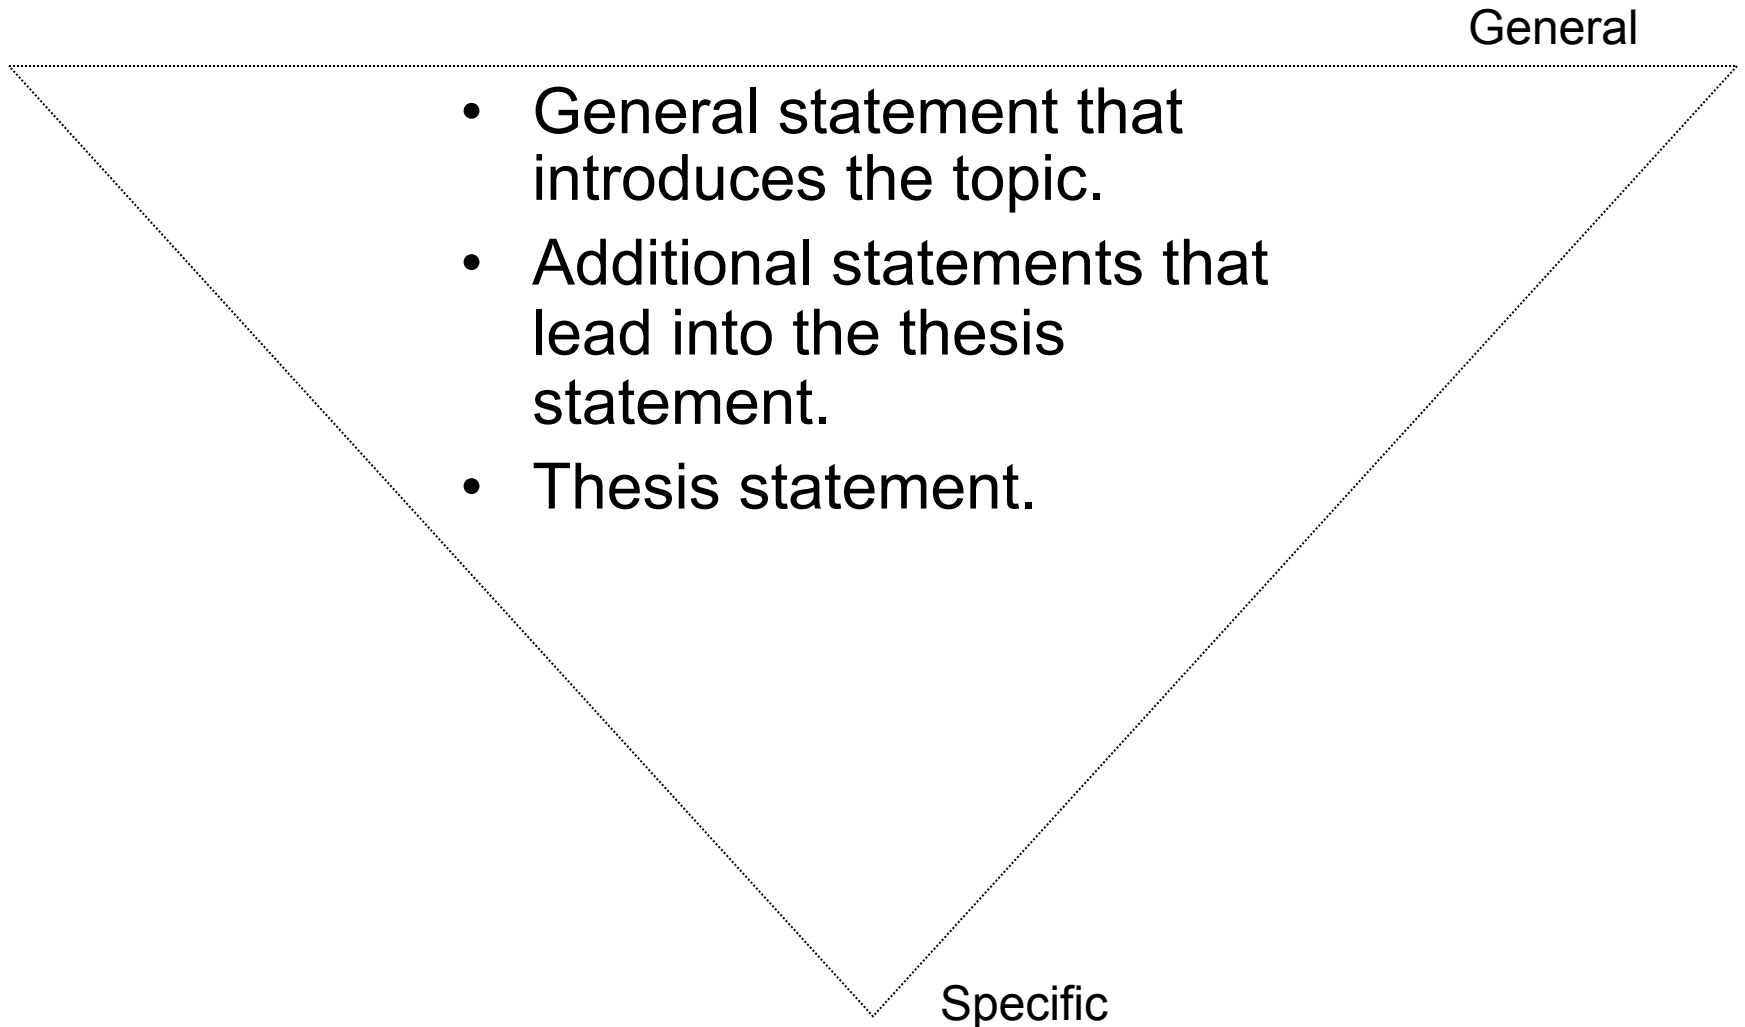 General
• General statement that
introduces the topic.
• Additional statements that
lead into the thesis
statement.
• Thesis statement.
Specific